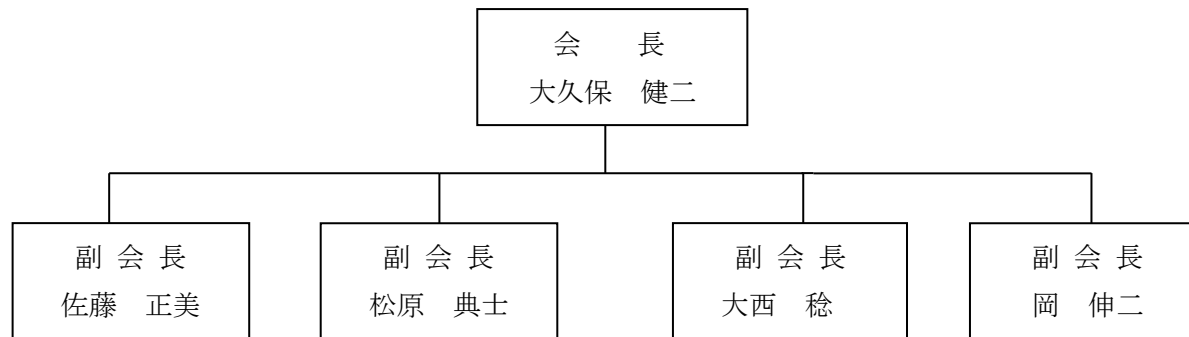 会　　長
大久保　健二
副 会 長
佐藤　正美
副 会 長
松原　典士
副 会 長
大西　稔
副 会 長
岡　伸二